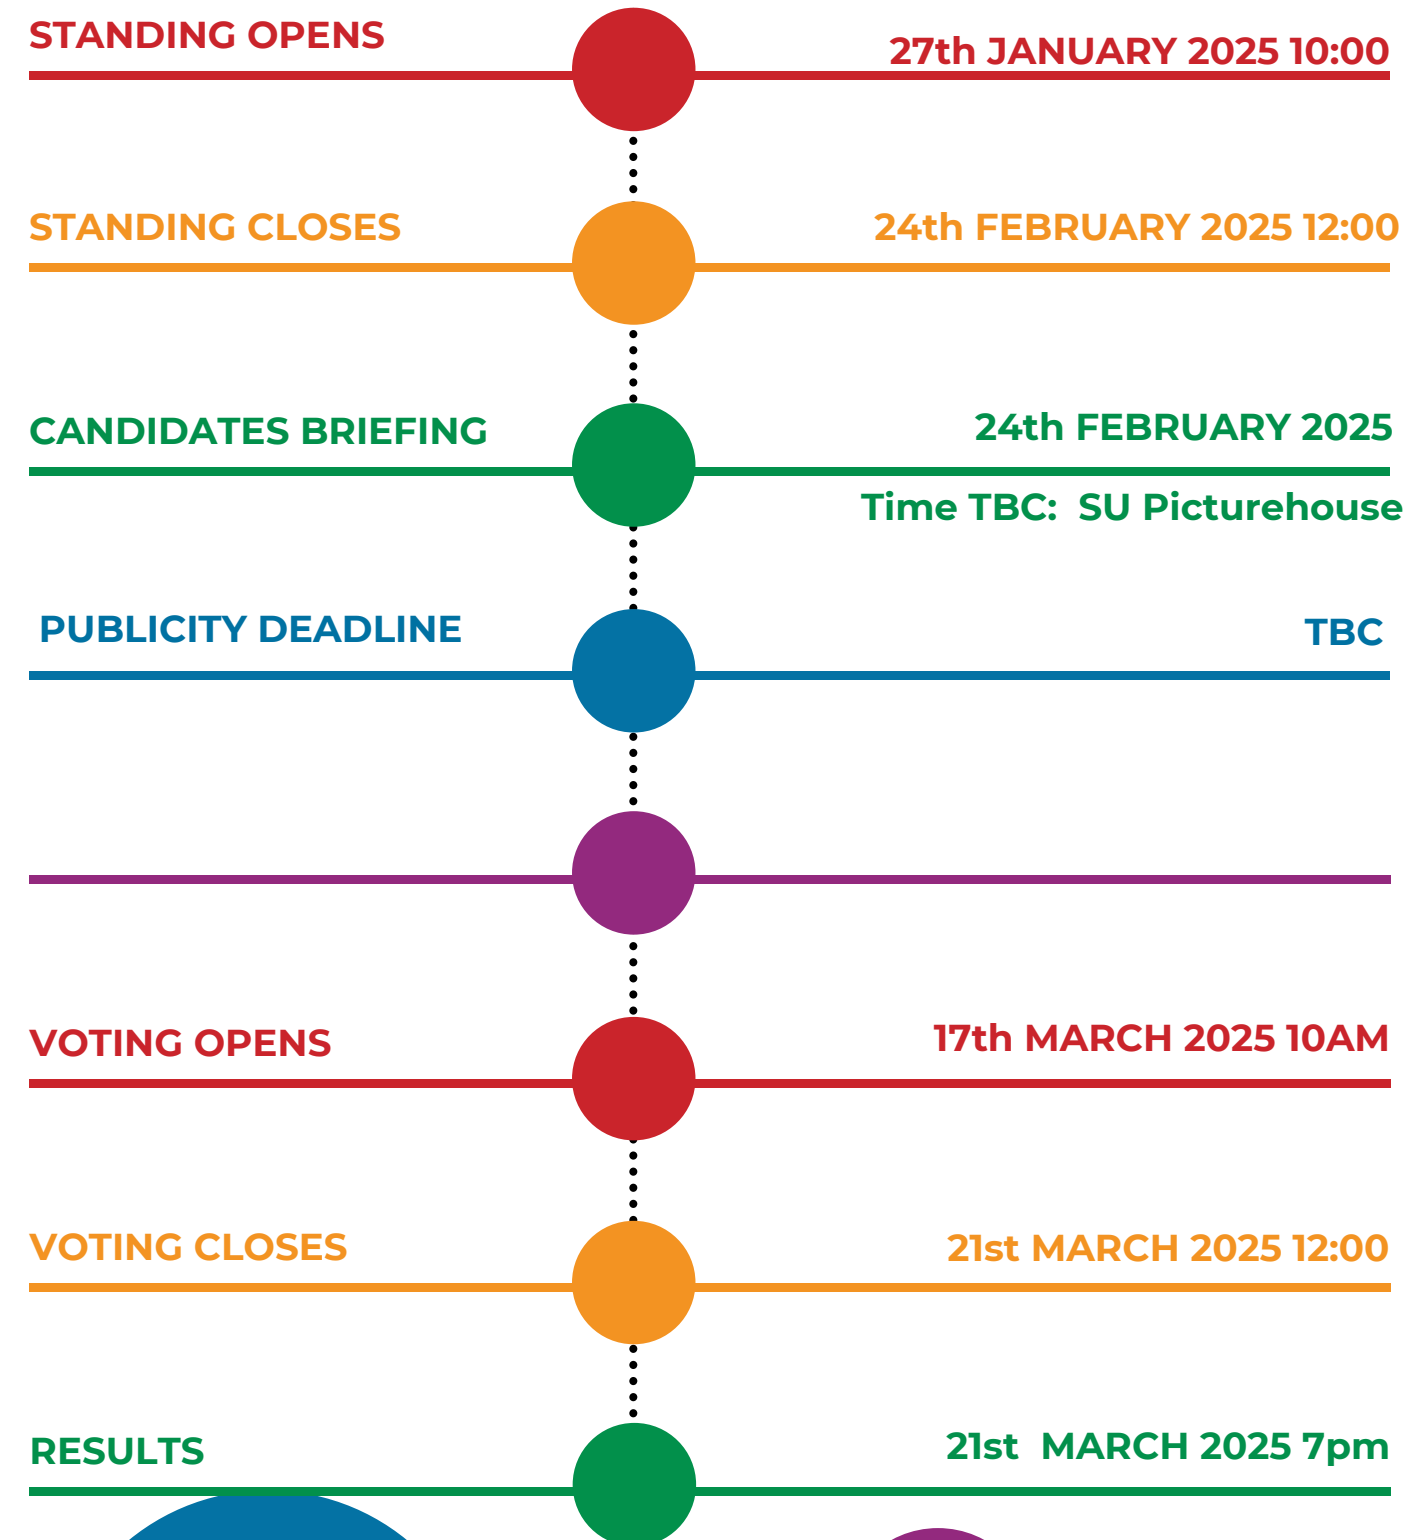 STANDING OPENS
27th JANUARY 2025 10:00
STANDING CLOSES
24th FEBRUARY 2025 12:00
CANDIDATES BRIEFING
24th FEBRUARY 2025
Time TBC: SU Picturehouse
PUBLICITY DEADLINE
TBC
VOTING OPENS
17th MARCH 2025 10AM
VOTING CLOSES
21st MARCH 2025 12:00
RESULTS
21st MARCH 2025 7pm